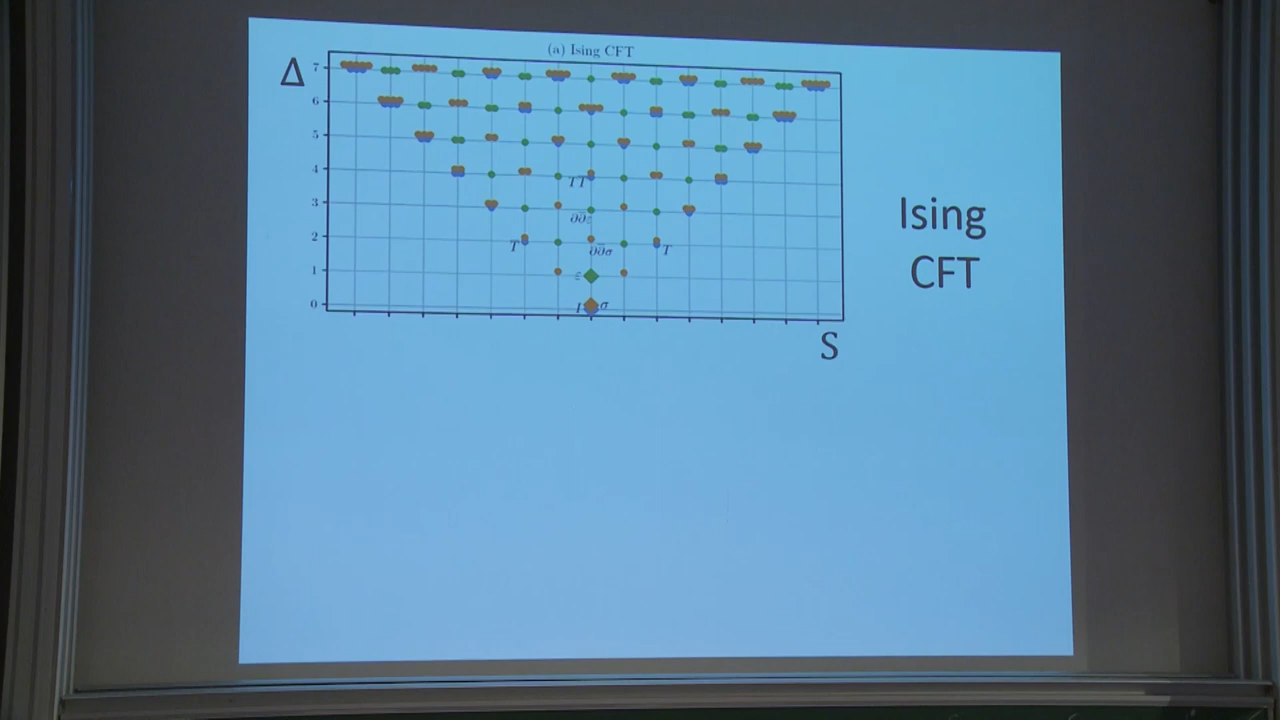 (a) Ising CFT
Δ
7
6
5
4
TT
3
∂∂̄ε
2
T
∂∂̄σ
T
1
ε
0
I
σ
S
Ising
CFT